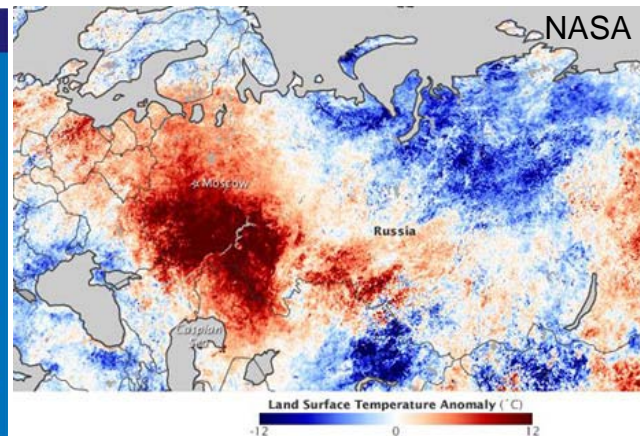 NASA
Moscow
Russia
Caspian
Sea
Land Surface Temperature Anomaly (˚C)
-12 0 12